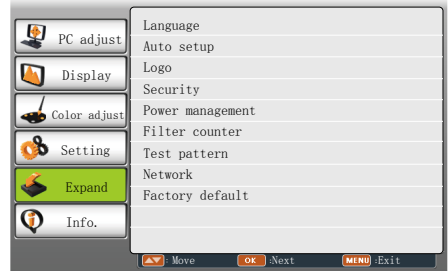 PC adjust
Display
Color adjust
Setting
Expand
Info.
Language
Auto setup
Logo
Security
Power management
Filter counter
Test pattern
Network
Factory default
: Move OK :Next MENU :Exit